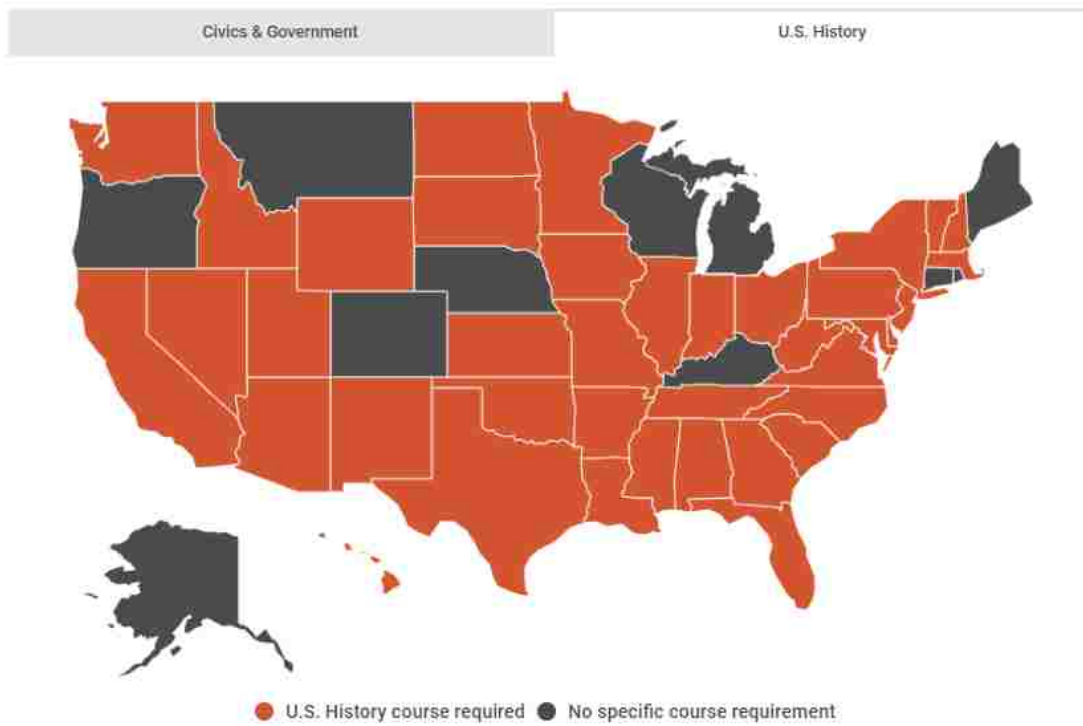 Civics & Government
U.S. History
U.S. History course required
No specific course requirement